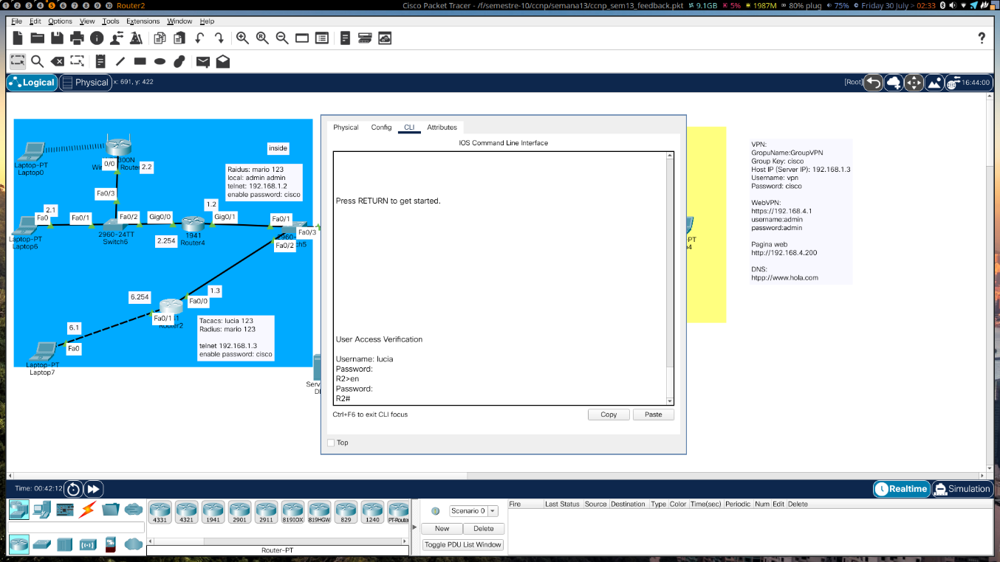 1 2 3 4 5 6 7 8 9 10 Router2
Cisco Packet Tracer - /f/semestre-10/ccnp/semana13/ccnp_sem13_feedback.pkt 9.1GB 5% 1987M 80% plug 75% Friday 30 July > 02:33
File Edit Options View Tools Extensions Window Help
Logical Physical x: 691, y: 422
[Root] 16:44:00
inside
Laptop-PT
Laptop0
300N
Router
0/0
2.2
Raidus: mario 123
local: admin admin
telnet: 192.168.1.2
enable password: cisco
Fa0/3
2.1
Fa0
Fa0/1
Fa0/2
Gig0/0
1.2
Gig0/1
Fa0/1
Fa0/3
Laptop-PT
Laptop6
2960-24TT
Switch6
2.254
1941
Router4
2960-
ch5
Fa0/2
6.254
1.3
Fa0/0
Fa0/1
Router2
Tacacs: lucia 123
Radius: mario 123
telnet 192.168.1.3
enable password: cisco
6.1
Fa0
Laptop-PT
Laptop7
Serv
D
PT
Physical Config CLI Attributes
IOS Command Line Interface
Press RETURN to get started.
User Access Verification
Username: lucia
Password:
R2>en
Password:
R2#
Ctrl+F6 to exit CLI focus
Copy Paste
Top
VPN:
GropuName:GroupVPN
Group Key: cisco
Host IP (Server IP): 192.168.1.3
Username: vpn
Password: cisco
WebVPN:
https://192.168.4.1
username:admin
password:admin
Pagina web
http://192.168.4.200
DNS:
htpp://www.hola.com
Time: 00:42:12
Realtime Simulation
4331 4321 1941 2901 2911 819IOX 819HGW 829 1240 PT-Router
Router-PT
Scenario 0
New Delete
Toggle PDU List Window
Fire Last Status Source Destination Type Color Time(sec) Periodic Num Edit Delete